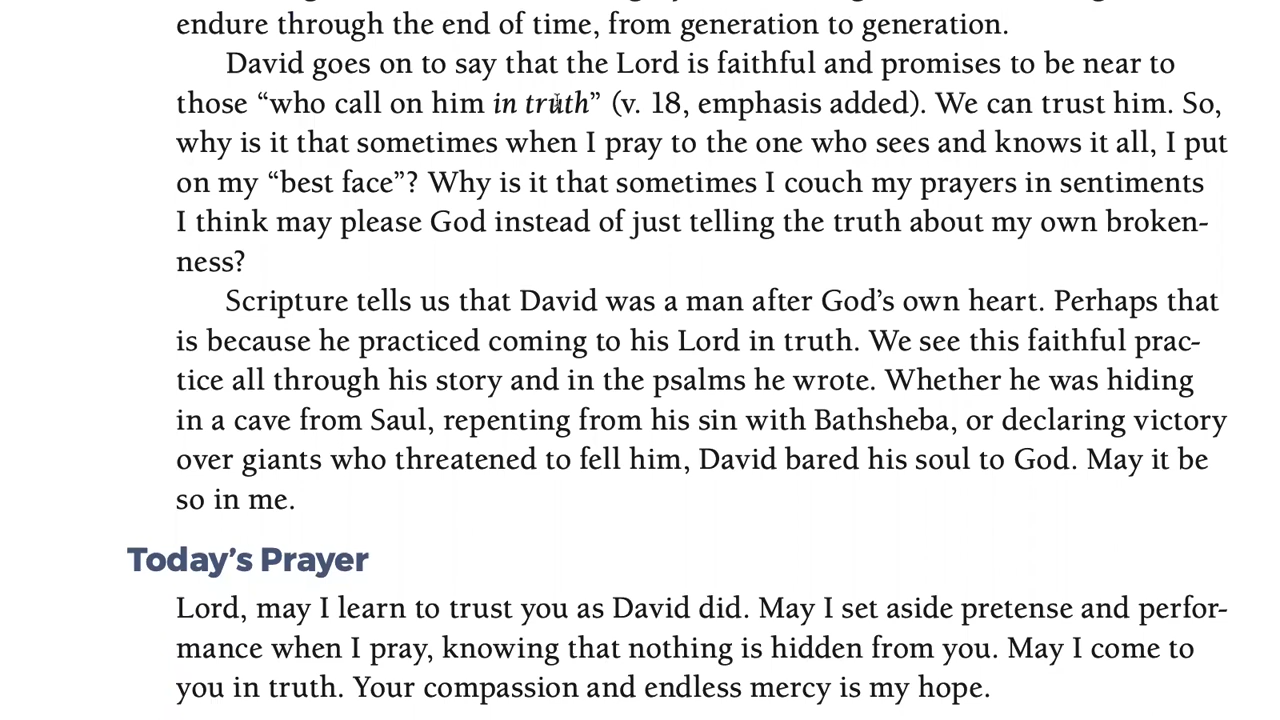 endure through the end of time, from generation to generation.
David goes on to say that the Lord is faithful and promises to be near to
those “who call on him in truth” (v. 18, emphasis added). We can trust him. So,
why is it that sometimes when I pray to the one who sees and knows it all, I put
on my “best face”? Why is it that sometimes I couch my prayers in sentiments
I think may please God instead of just telling the truth about my own broken-
ness?
Scripture tells us that David was a man after God’s own heart. Perhaps that
is because he practiced coming to his Lord in truth. We see this faithful prac-
tice all through his story and in the psalms he wrote. Whether he was hiding
in a cave from Saul, repenting from his sin with Bathsheba, or declaring victory
over giants who threatened to fell him, David bared his soul to God. May it be
so in me.
Today’s Prayer
Lord, may I learn to trust you as David did. May I set aside pretense and perfor-
mance when I pray, knowing that nothing is hidden from you. May I come to
you in truth. Your compassion and endless mercy is my hope.